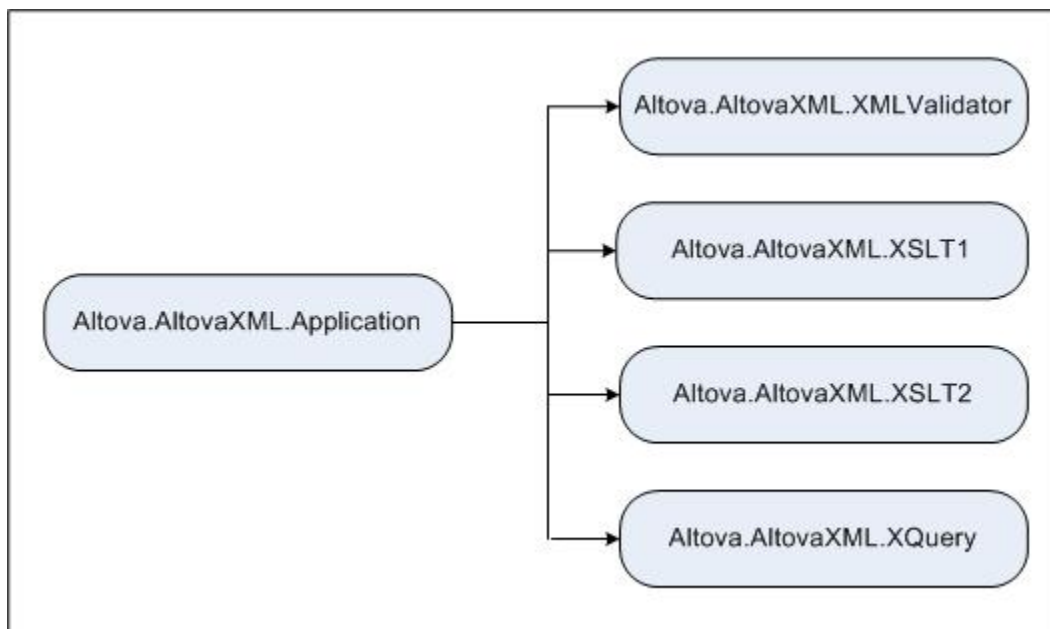 Altova.AltovaXML.XMLValidator
Altova.AltovaXML.XSLT1
Altova.AltovaXML.Application
Altova.AltovaXML.XSLT2
Altova.AltovaXML.XQuery